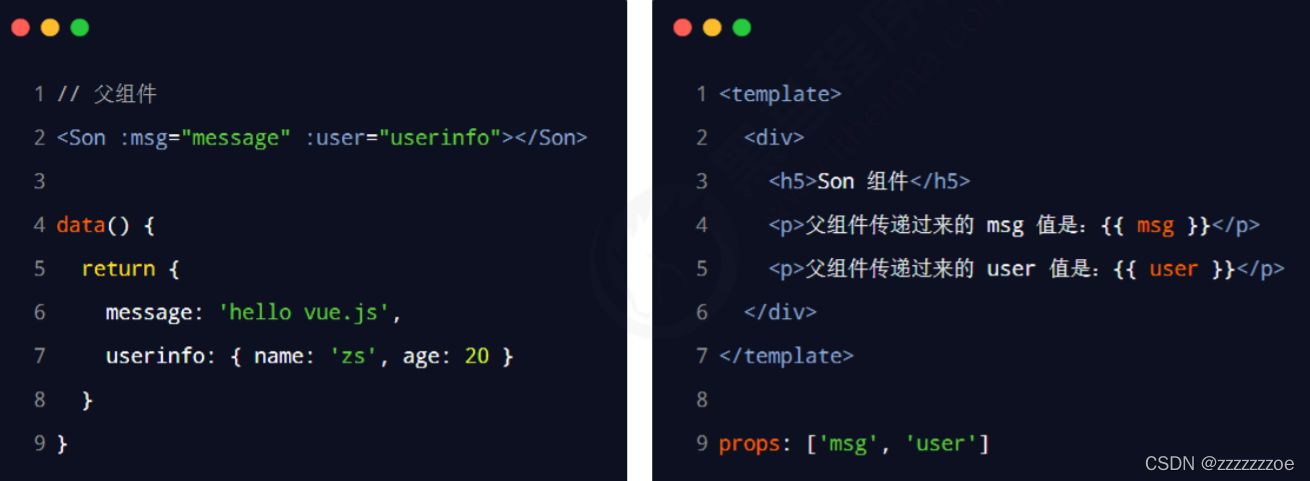 1 // 父组件
2 <Son :msg="message" :user="userinfo"></Son>
3
4 data() {
5   return {
6     message: 'hello vue.js',
7     userinfo: { name: 'zs', age: 20 }
8   }
9 }
1 <template>
2   <div>
3     <h5>Son 组件</h5>
4     <p>父组件传递过来的 msg 值是：{{ msg }}</p>
5     <p>父组件传递过来的 user 值是：{{ user }}</p>
6   </div>
7 </template>
8
9 props: ['msg', 'user']
CSDN @zzzzzzzoe